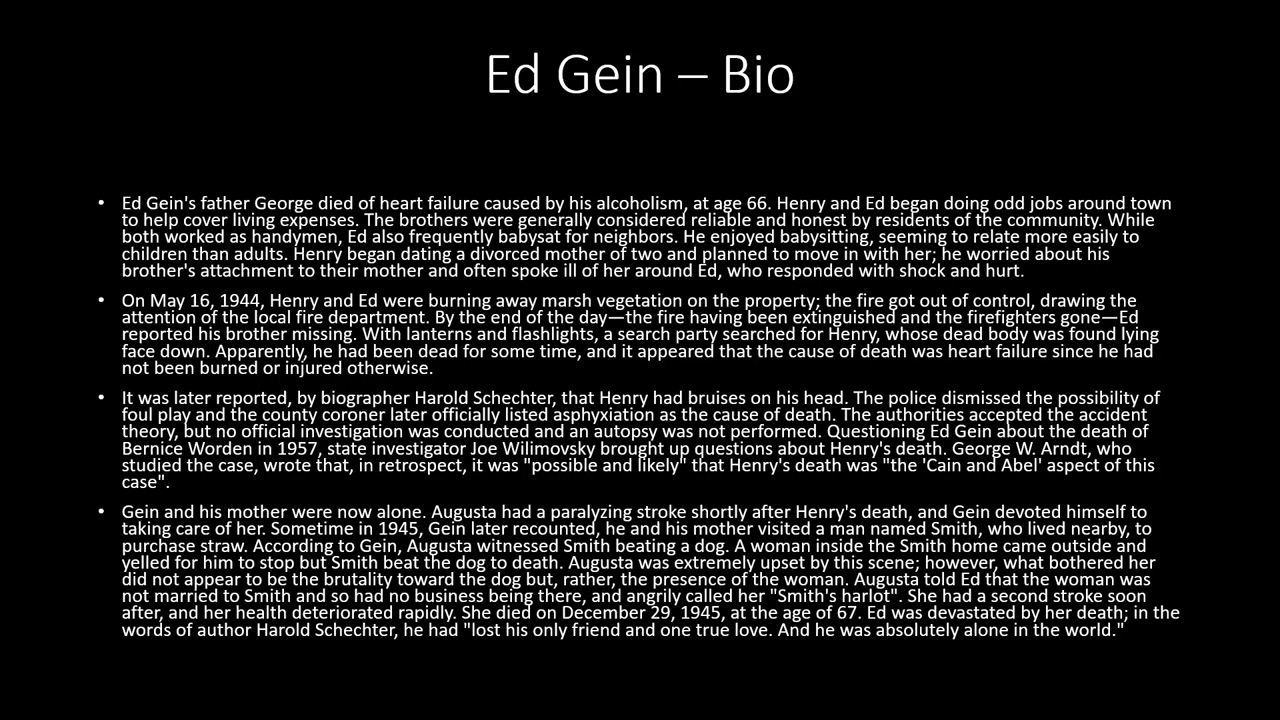 Ed Gein – Bio
• Ed Gein's father George died of heart failure caused by his alcoholism, at age 66. Henry and Ed began doing odd jobs around town
to help cover living expenses. The brothers were generally considered reliable and honest by residents of the community. While
both worked as handymen, Ed also frequently babysat for neighbors. He enjoyed babysitting, seeming to relate more easily to
children than adults. Henry began dating a divorced mother of two and planned to move in with her; he worried about his
brother's attachment to their mother and often spoke ill of her around Ed, who responded with shock and hurt.
• On May 16, 1944, Henry and Ed were burning away marsh vegetation on the property; the fire got out of control, drawing the
attention of the local fire department. By the end of the day—the fire having been extinguished and the firefighters gone—Ed
reported his brother missing. With lanterns and flashlights, a search party searched for Henry, whose dead body was found lying
face down. Apparently, he had been dead for some time, and it appeared that the cause of death was heart failure since he had
not been burned or injured otherwise.
• It was later reported, by biographer Harold Schechter, that Henry had bruises on his head. The police dismissed the possibility of
foul play and the county coroner later officially listed asphyxiation as the cause of death. The authorities accepted the accident
theory, but no official investigation was conducted and an autopsy was not performed. Questioning Ed Gein about the death of
Bernice Worden in 1957, state investigator Joe Wilimovsky brought up questions about Henry's death. George W. Arndt, who
studied the case, wrote that, in retrospect, it was "possible and likely" that Henry's death was "the 'Cain and Abel' aspect of this
case".
• Gein and his mother were now alone. Augusta had a paralyzing stroke shortly after Henry's death, and Gein devoted himself to
taking care of her. Sometime in 1945, Gein later recounted, he and his mother visited a man named Smith, who lived nearby, to
purchase straw. According to Gein, Augusta witnessed Smith beating a dog. A woman inside the Smith home came outside and
yelled for him to stop but Smith beat the dog to death. Augusta was extremely upset by this scene; however, what bothered her
did not appear to be the brutality toward the dog but, rather, the presence of the woman. Augusta told Ed that the woman was
not married to Smith and so had no business being there, and angrily called her "Smith's harlot". She had a second stroke soon
after, and her health deteriorated rapidly. She died on December 29, 1945, at the age of 67. Ed was devastated by her death; in the
words of author Harold Schechter, he had "lost his only friend and one true love. And he was absolutely alone in the world."